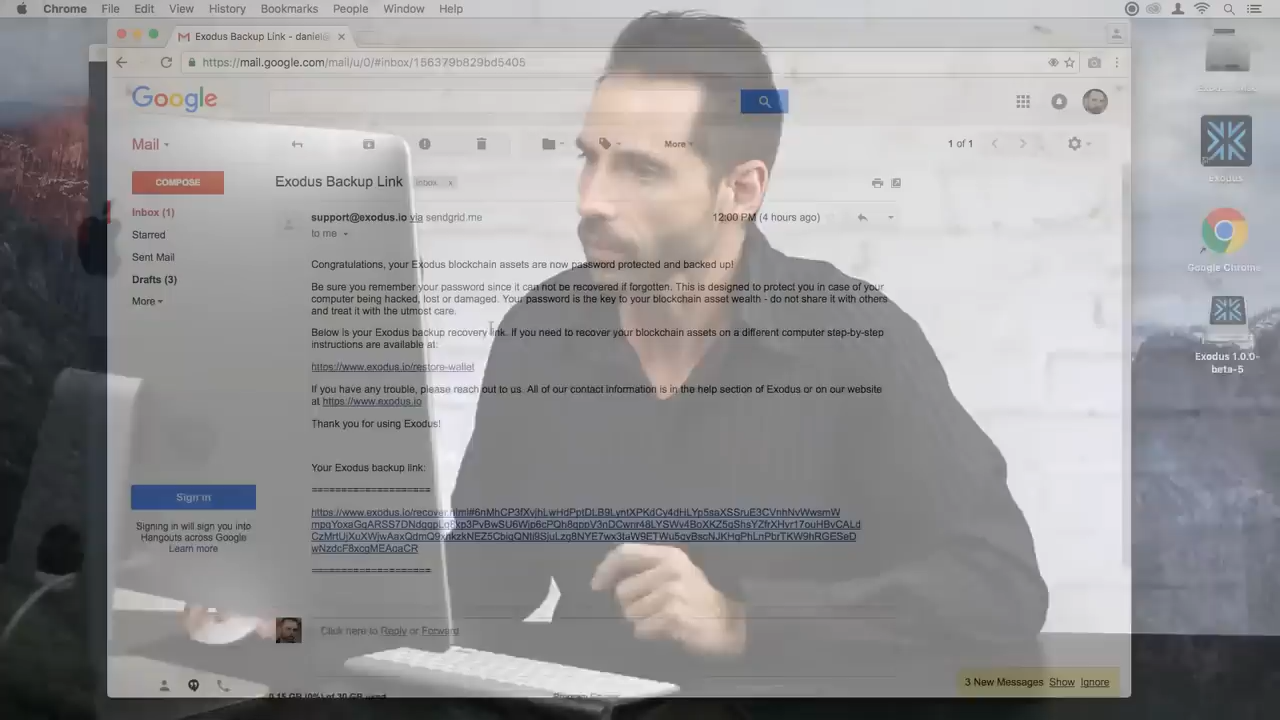 Chrome File Edit View History Bookmarks People Window Help
Exodus Backup Link - daniel
https://mail.google.com/mail/u/0/#inbox/156379b829bd5405
Google
Mail
More
1 of 1
COMPOSE
Exodus Backup Link
Inbox x
Inbox (1)
Starred
Sent Mail
Drafts (3)
More
support@exodus.io via sendgrid.me
12:00 PM (4 hours ago)
to me
Congratulations, your Exodus blockchain assets are now password protected and backed up!
Be sure you remember your password since it can not be recovered if forgotten. This is designed to protect you in case of your
computer being hacked, lost or damaged. Your password is the key to your blockchain asset wealth - do not share it with others
and treat it with the utmost care.
Below is your Exodus backup recovery link. If you need to recover your blockchain assets on a different computer step-by-step
instructions are available at:
https://www.exodus.io/restore-wallet
If you have any trouble, please reach out to us. All of our contact information is in the help section of Exodus or on our website
at https://www.exodus.io
Thank you for using Exodus!
Your Exodus backup link:
====================
====================
Sign in
Signing in will sign you into
Hangouts across Google
Learn more
Click here to Reply or Forward
0.15 GB (0%) of 30 GB used
3 New Messages Show Ignore
Exodus
Google Chrome
Exodus 1.0.0-
beta-5